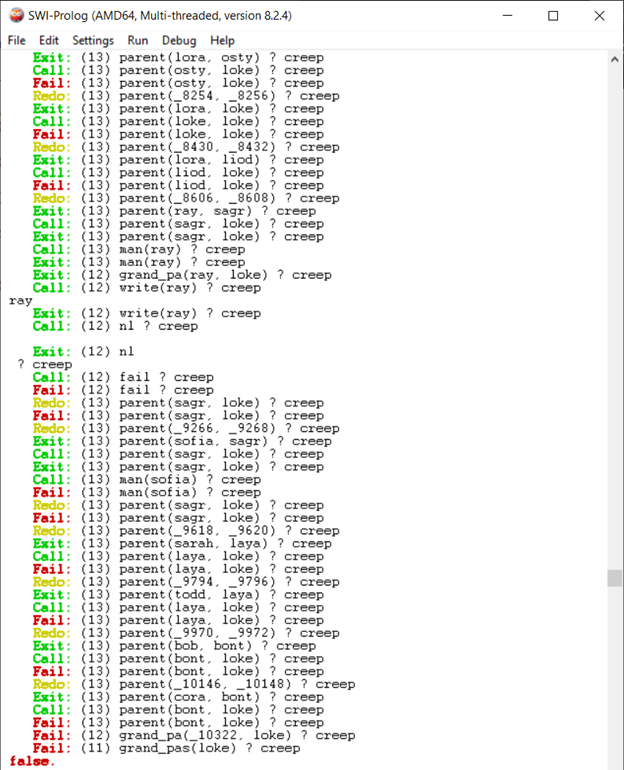 SWI-Prolog (AMD64, Multi-threaded, version 8.2.4)
File Edit Settings Run Debug Help
Exit: (13) parent(lora, osty) ? creep
Call: (13) parent(osty, loke) ? creep
Fail: (13) parent(osty, loke) ? creep
Redo: (13) parent(_8254, _8256) ? creep
Exit: (13) parent(lora, loke) ? creep
Call: (13) parent(loke, loke) ? creep
Fail: (13) parent(loke, loke) ? creep
Redo: (13) parent(_8430, _8432) ? creep
Exit: (13) parent(lora, liod) ? creep
Call: (13) parent(liod, loke) ? creep
Fail: (13) parent(liod, loke) ? creep
Redo: (13) parent(_8606, _8608) ? creep
Exit: (13) parent(ray, sagr) ? creep
Call: (13) parent(sagr, loke) ? creep
Exit: (13) parent(sagr, loke) ? creep
Call: (13) man(ray) ? creep
Exit: (13) man(ray) ? creep
Exit: (12) grand_pa(ray, loke) ? creep
Call: (12) write(ray) ? creep
ray
Exit: (12) write(ray) ? creep
Call: (12) nl ? creep
Exit: (12) nl
? creep
Call: (12) fail ? creep
Fail: (12) fail ? creep
Redo: (13) parent(sagr, loke) ? creep
Fail: (13) parent(sagr, loke) ? creep
Redo: (13) parent(_9266, _9268) ? creep
Exit: (13) parent(sofia, sagr) ? creep
Call: (13) parent(sagr, loke) ? creep
Exit: (13) parent(sagr, loke) ? creep
Call: (13) man(sofia) ? creep
Fail: (13) man(sofia) ? creep
Redo: (13) parent(sagr, loke) ? creep
Fail: (13) parent(sagr, loke) ? creep
Redo: (13) parent(_9618, _9620) ? creep
Exit: (13) parent(sarah, laya) ? creep
Call: (13) parent(laya, loke) ? creep
Fail: (13) parent(laya, loke) ? creep
Redo: (13) parent(_9794, _9796) ? creep
Exit: (13) parent(todd, laya) ? creep
Call: (13) parent(laya, loke) ? creep
Fail: (13) parent(laya, loke) ? creep
Redo: (13) parent(_9970, _9972) ? creep
Exit: (13) parent(bob, bont) ? creep
Call: (13) parent(bont, loke) ? creep
Fail: (13) parent(bont, loke) ? creep
Redo: (13) parent(_10146, _10148) ? creep
Exit: (13) parent(cora, bont) ? creep
Call: (13) parent(bont, loke) ? creep
Fail: (13) parent(bont, loke) ? creep
Fail: (12) grand_pa(_10322, loke) ? creep
Fail: (11) grand_pas(loke) ? creep
false.